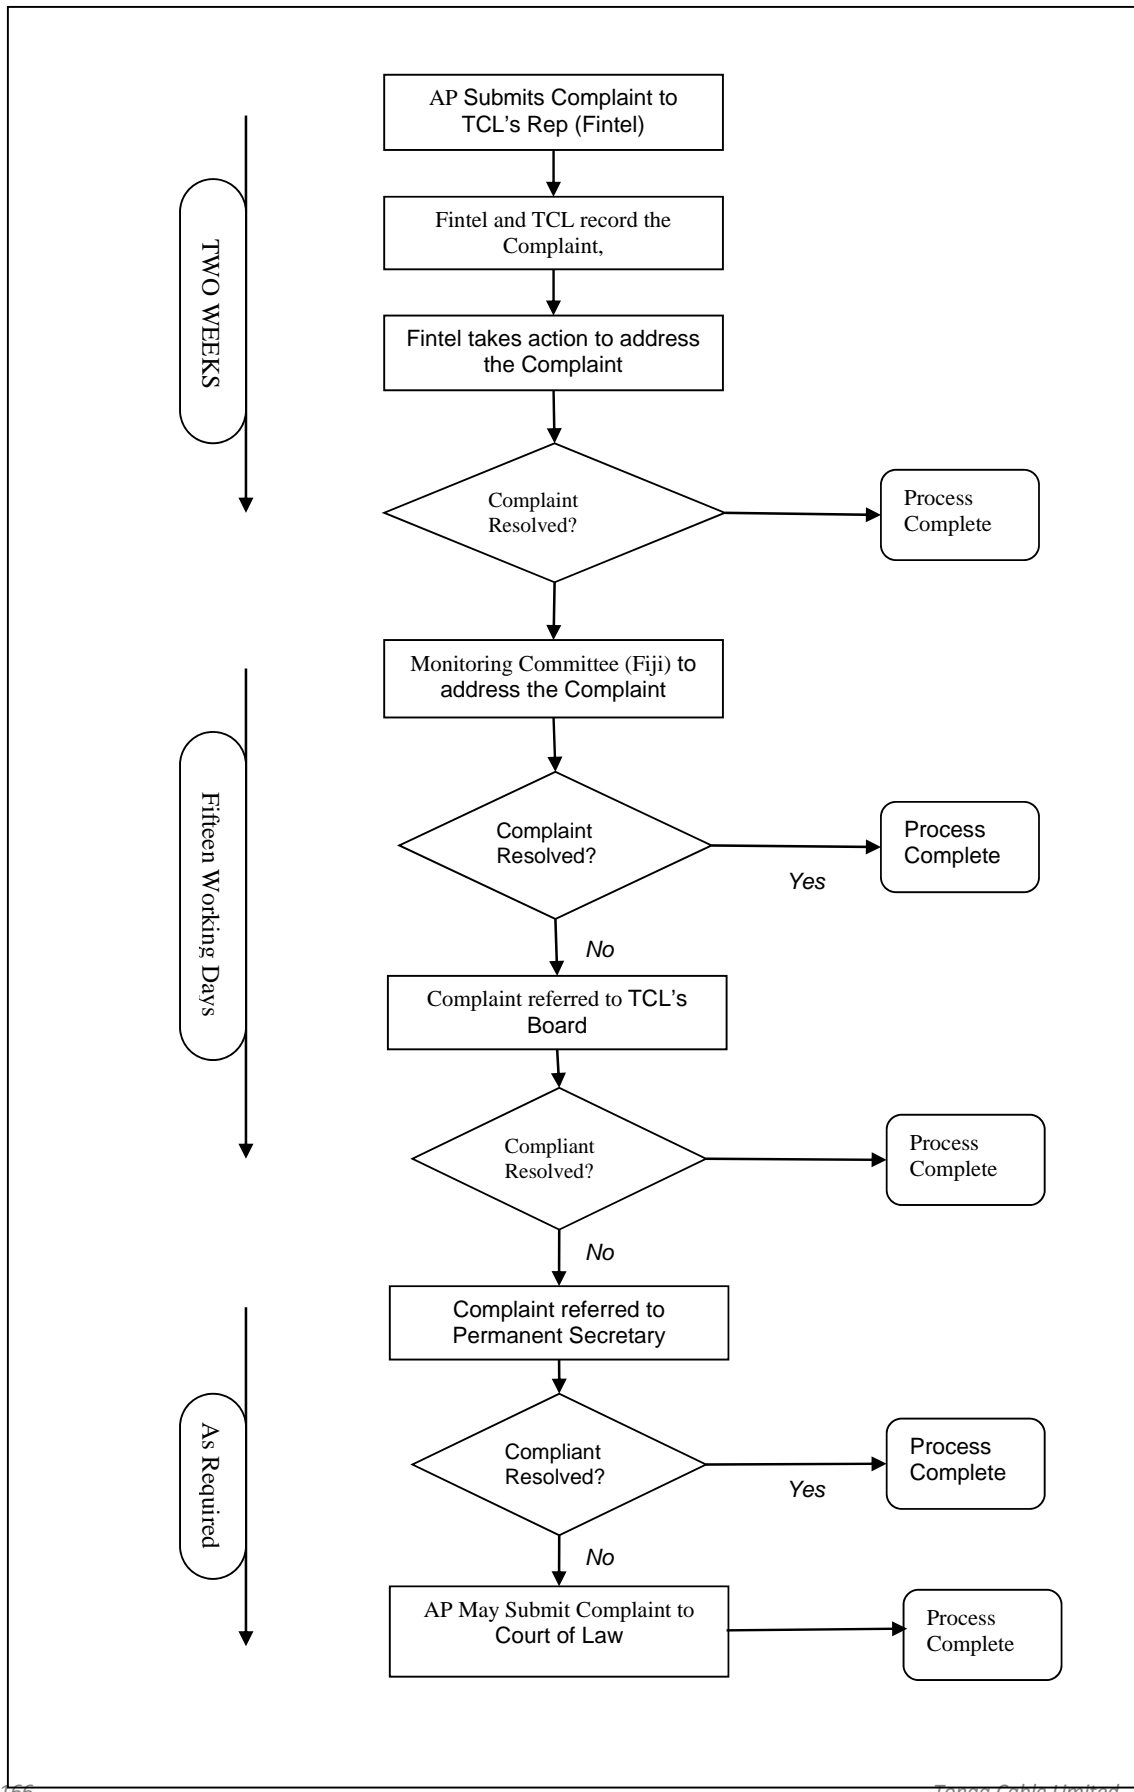 AP Submits Complaint to
TCL's Rep (Fintel)
Fintel and TCL record the
Complaint,
TWO WEEKS
Fintel takes action to address
the Complaint
Complaint
Resolved?
Process
Complete
Monitoring Committee (Fiji) to
address the Complaint
Fifteen Working Days
Complaint
Resolved?
Process
Complete
Yes
No
Complaint referred to TCL's
Board
Compliant
Resolved?
Process
Complete
No
Complaint referred to
Permanent Secretary
As Required
Compliant
Resolved?
Process
Complete
Yes
No
AP May Submit Complaint to
Court of Law
Process
Complete
166
Tonga Cable Limited